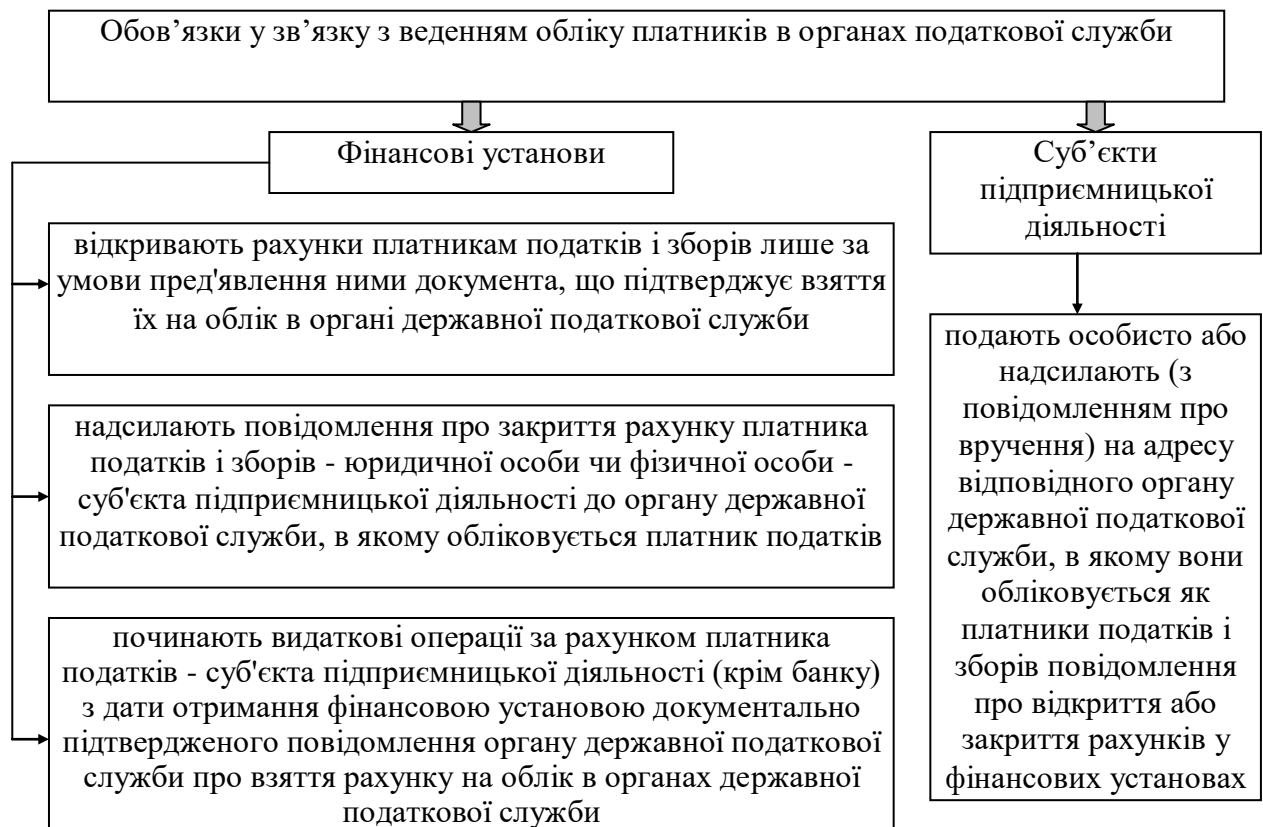 Обов’язки у зв’язку з веденням обліку платників в органах податкової служби
Фінансові установи
відкривають рахунки платникам податків і зборів лише за
умови пред'явлення ними документа, що підтверджує взяття
їх на облік в органі державної податкової служби
надсилають повідомлення про закриття рахунку платника
податків і зборів - юридичної особи чи фізичної особи -
суб'єкта підприємницької діяльності до органу державної
податкової служби, в якому обліковується платник податків
починають видаткові операції за рахунком платника
податків - суб'єкта підприємницької діяльності (крім банку)
з дати отримання фінансовою установою документально
підтвердженого повідомлення органу державної податкової
служби про взяття рахунку на облік в органах державної
податкової служби
Суб’єкти
підприємницької
діяльності
подають особисто або
надсилають (з
повідомленням про
вручення) на адресу
відповідного органу
державної податкової
служби, в якому вони
обліковується як
платники податків і
зборів повідомлення
про відкриття або
закриття рахунків у
фінансових установах